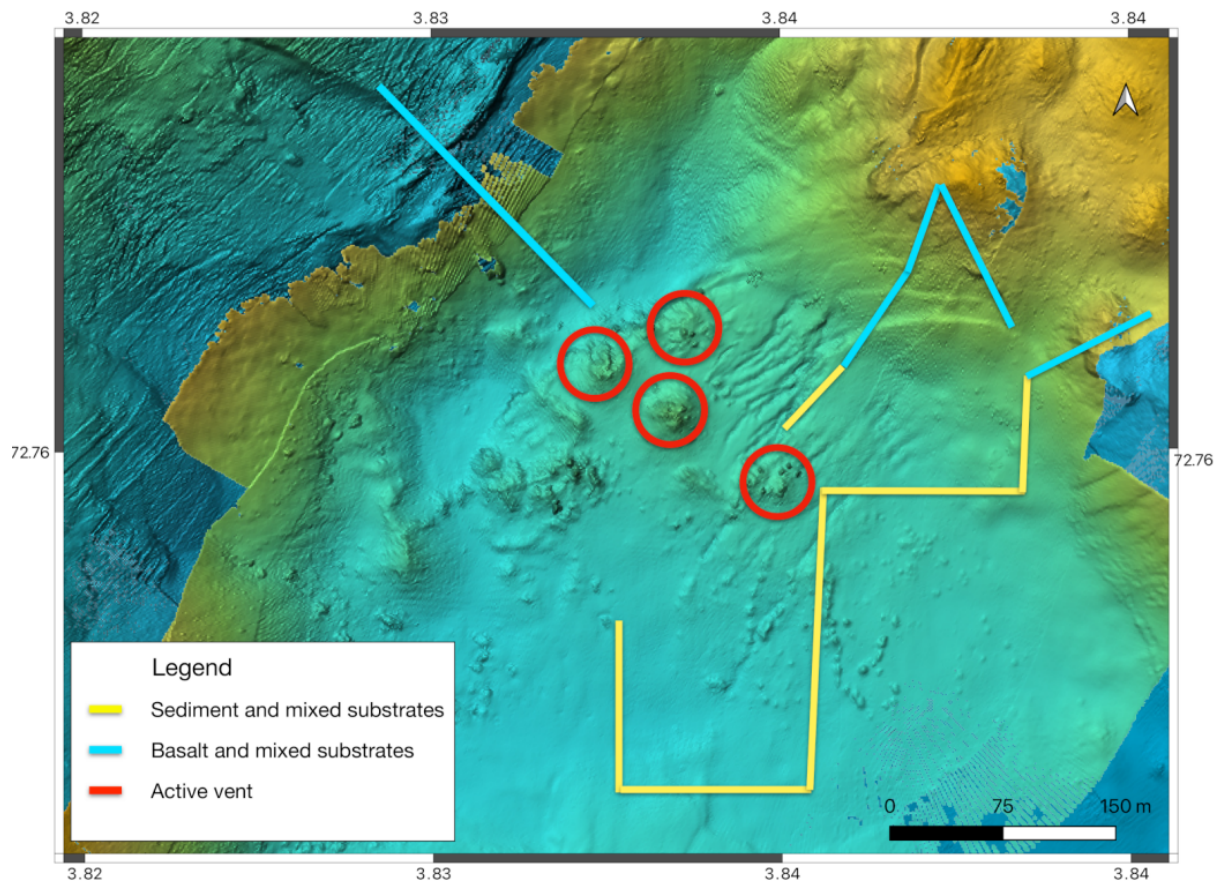 3.82 3.83 3.84 3.84
72.76 72.76
Legend
Sediment and mixed substrates
Basalt and mixed substrates
Active vent
0 75 150 m
3.82 3.83 3.84 3.84